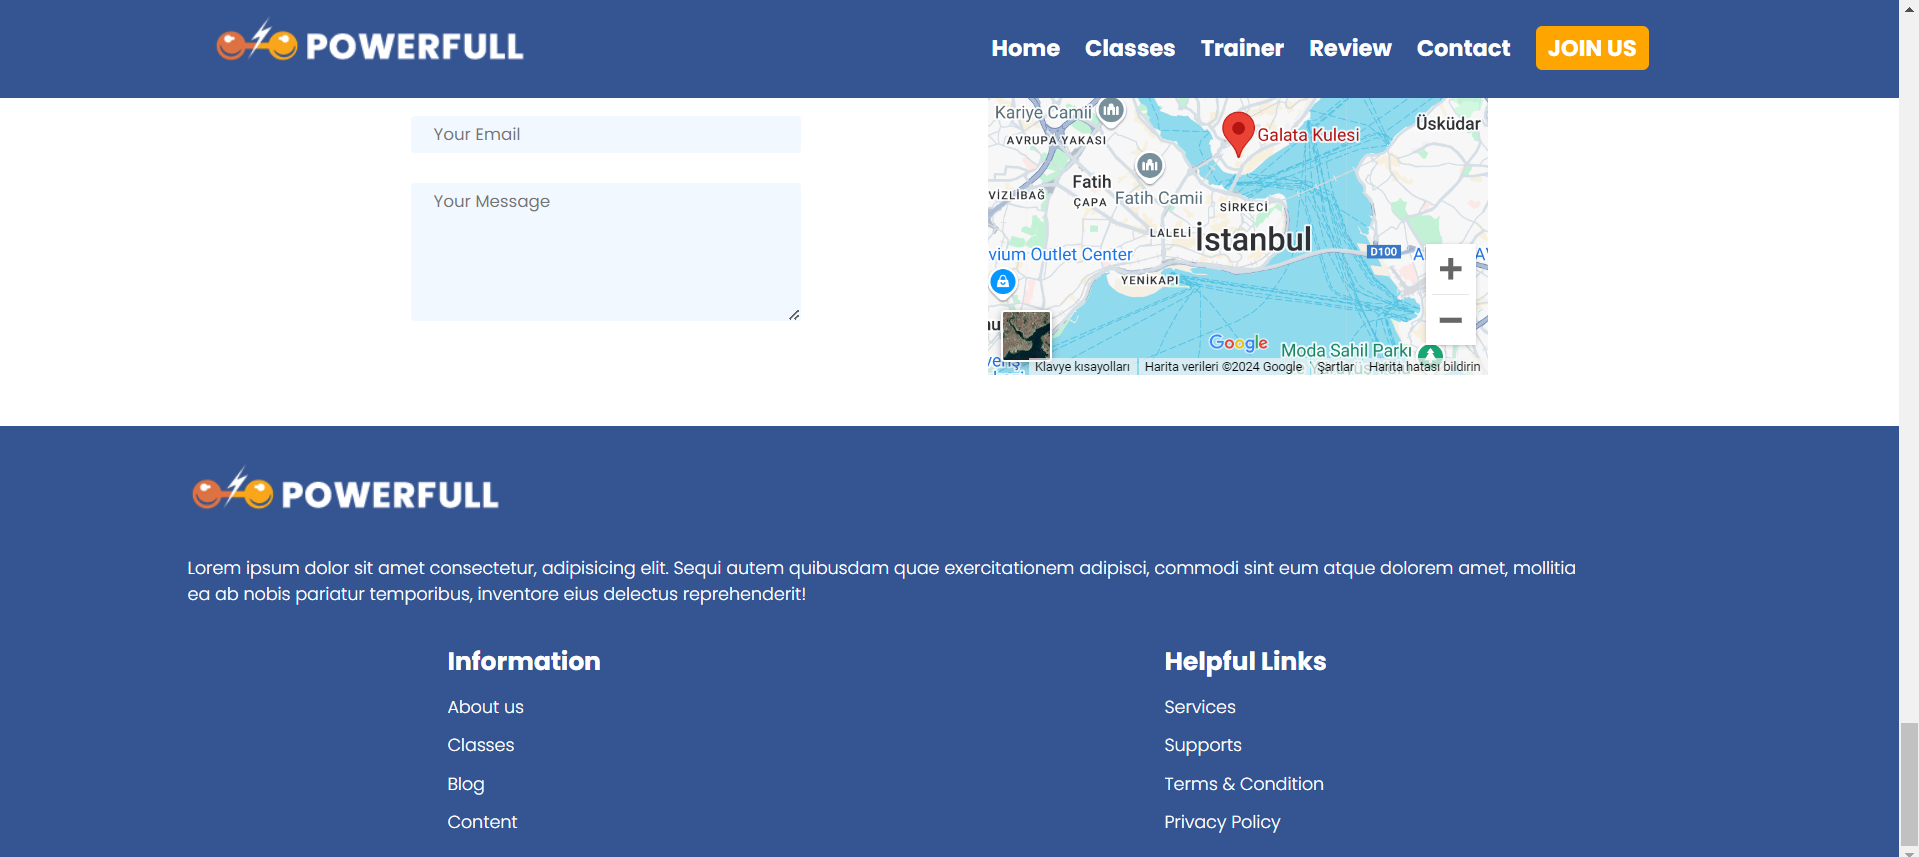 POWERFULL
Home Classes Trainer Review Contact JOIN US
Your Email
Your Message
Kariye Camii
AVRUPA YAKASI
Galata Kulesi
Üsküdar
Fatih
ÇAPA
Fatih Camii
VİZLİBAĞ
SİRKECİ
LALELİ
İstanbul
vium Outlet Center
D100
YENİKAPI
Google
Moda Sahil Parkı
Klavye kısayolları Harita verileri ©2024 Google Şartlar Harita hatası bildirin
POWERFULL
Lorem ipsum dolor sit amet consectetur, adipisicing elit. Sequi autem quibusdam quae exercitationem adipisci, commodi sint eum atque dolorem amet, mollitia
ea ab nobis pariatur temporibus, inventore eius delectus reprehenderit!
Information
About us
Classes
Blog
Content
Helpful Links
Services
Supports
Terms & Condition
Privacy Policy